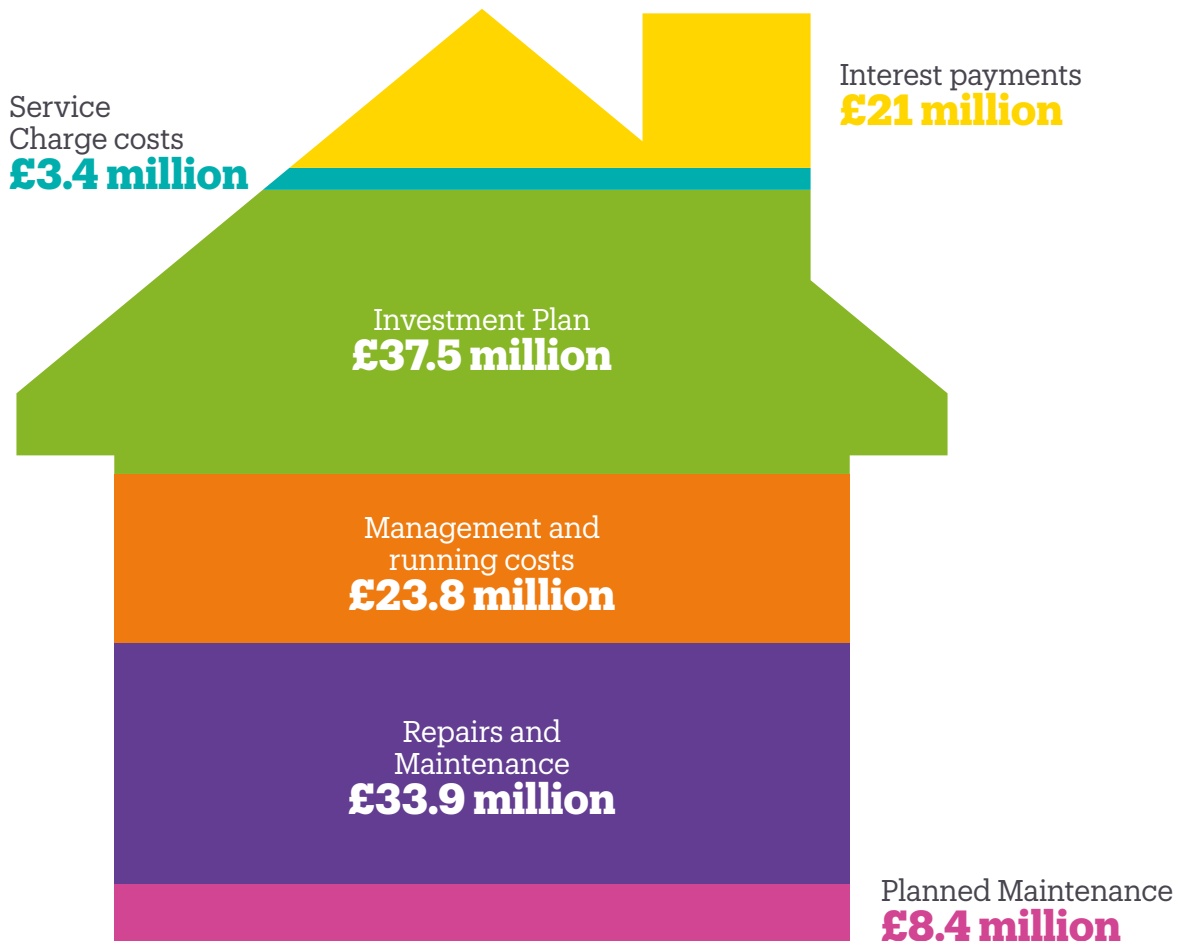 Interest payments
£21 million
Service
Charge costs
£3.4 million
Investment Plan
£37.5 million
Management and
running costs
£23.8 million
Repairs and
Maintenance
£33.9 million
Planned Maintenance
£8.4 million